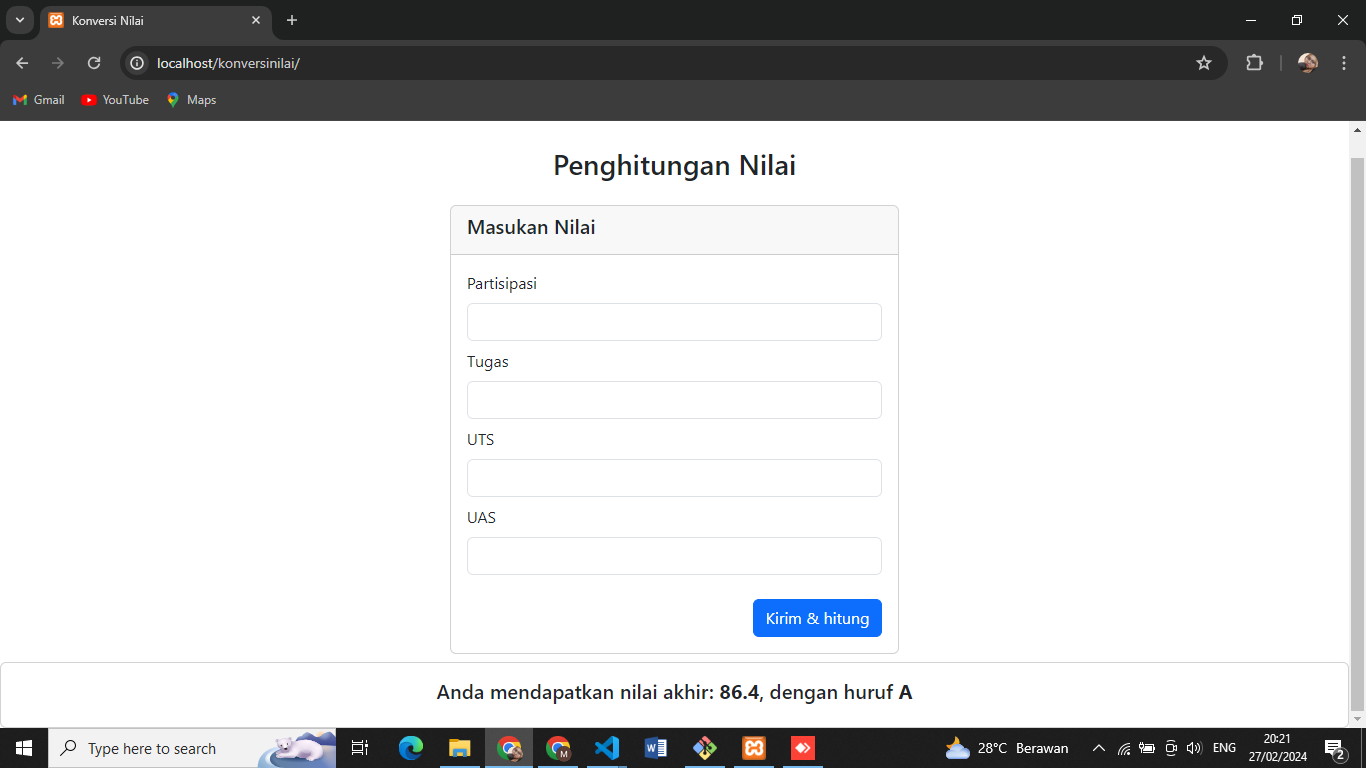 Konversi Nilai
localhost/konversinilai/
Gmail YouTube Maps
Penghitungan Nilai
Masukan Nilai
Partisipasi
Tugas
UTS
UAS
Kirim & hitung
Anda mendapatkan nilai akhir: 86.4, dengan huruf A
Type here to search
M
W
28°C Berawan
ENG
20:21
27/02/2024
2